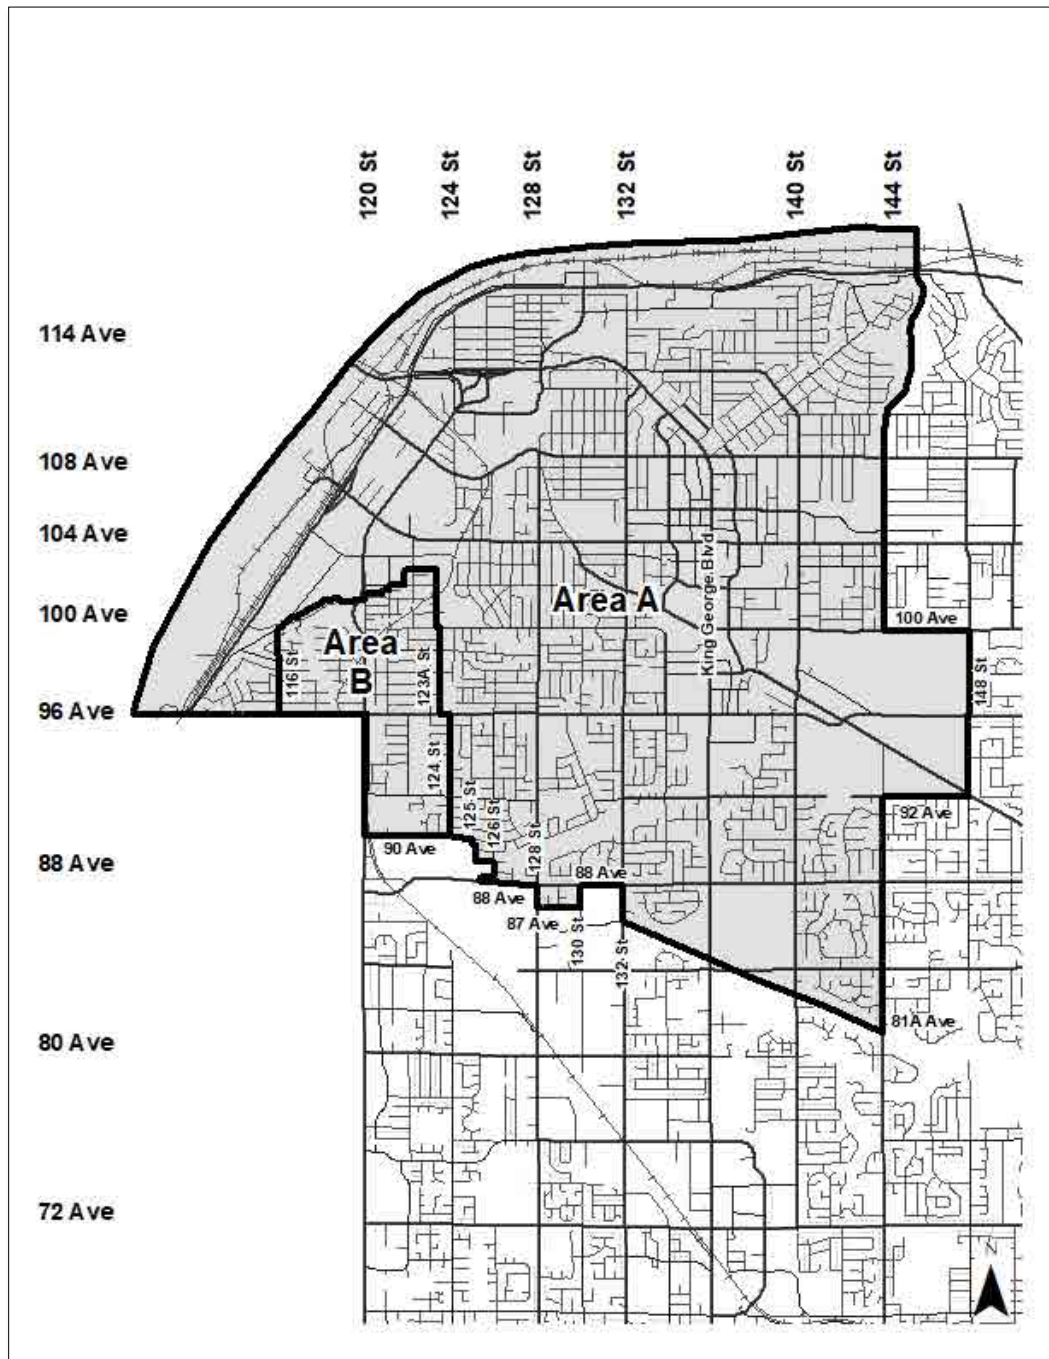 120 St
124 St
128 St
132 St
140 St
144 St
114 Ave
108 Ave
104 Ave
King George Blvd
100 Ave
Area A
100 Ave
Area
B
116 St
123A St
148 St
96 Ave
124 St
125 St
126 St
128 St
92 Ave
90 Ave
88 Ave
88 Ave
88 Ave
87 Ave
130 St
132 St
81A Ave
80 Ave
72 Ave
N